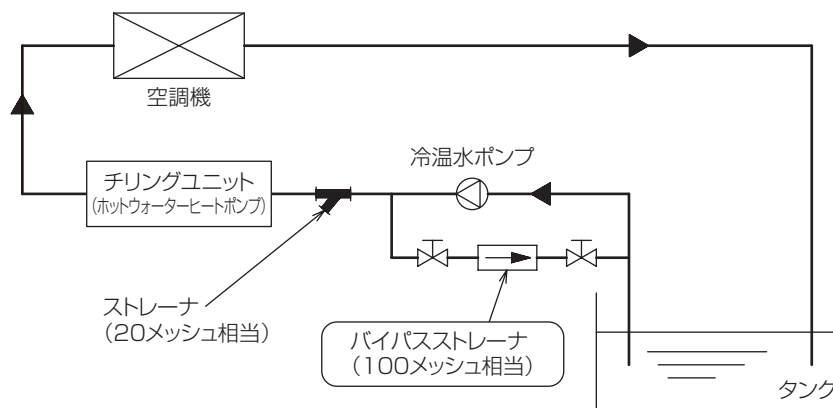 空調機
冷温水ポンプ
チリングユニット
(ホットウォーターヒートポンプ)
ストレーナ
(20メッシュ相当)
バイパスストレーナ
(100メッシュ相当)
タンク